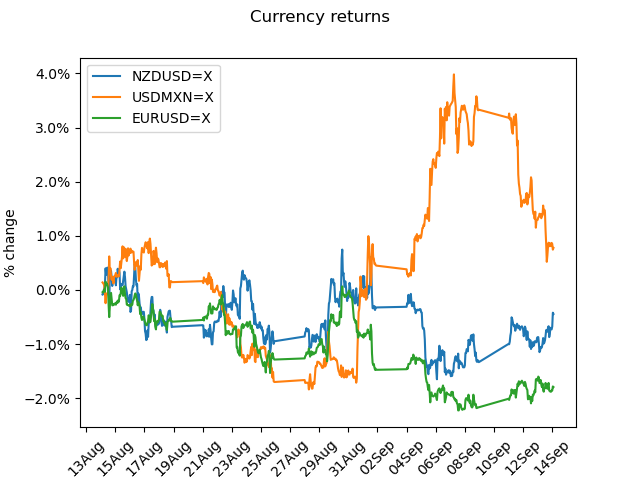 Currency returns
NZDUSD=X
USDMXN=X
EURUSD=X
% change
4.0%
3.0%
2.0%
1.0%
0.0%
−1.0%
−2.0%
13Aug
15Aug
17Aug
19Aug
21Aug
23Aug
25Aug
27Aug
29Aug
31Aug
02Sep
04Sep
06Sep
08Sep
10Sep
12Sep
14Sep